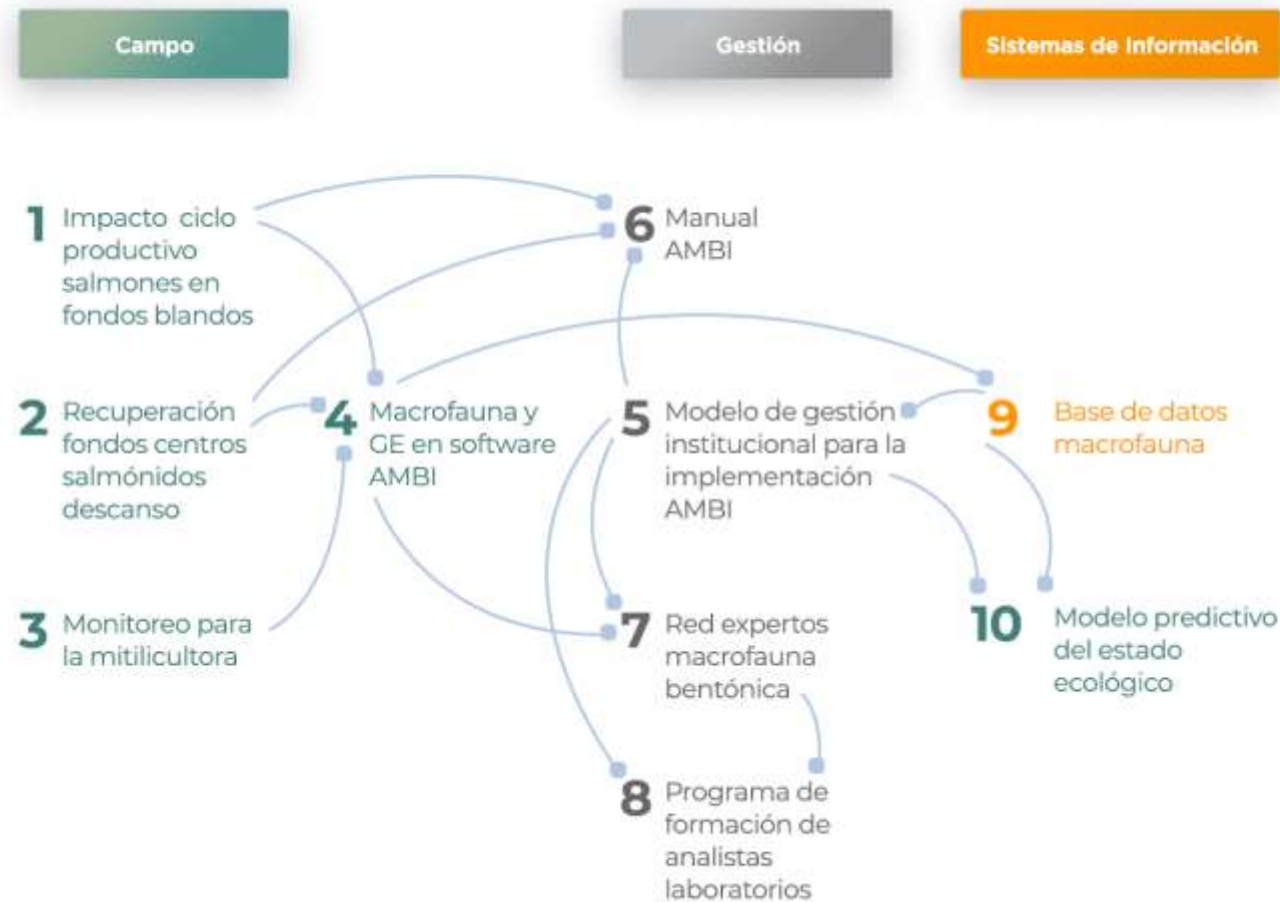 Campo
Gestión
Sistemas de Información
1 Impacto ciclo
productivo
salmones en
fondos blandos
6 Manual
AMBI
2 Recuperación
fondos centros
salmónidos
descanso
4 Macrofauna y
GE en software
AMBI
5 Modelo de gestión
institucional para la
implementación
AMBI
9 Base de datos
macrofauna
3 Monitoreo para
la mitilicultora
7 Red expertos
macrofauna
bentónica
10 Modelo predictivo
del estado
ecológico
8 Programa de
formación de
analistas
laboratorios